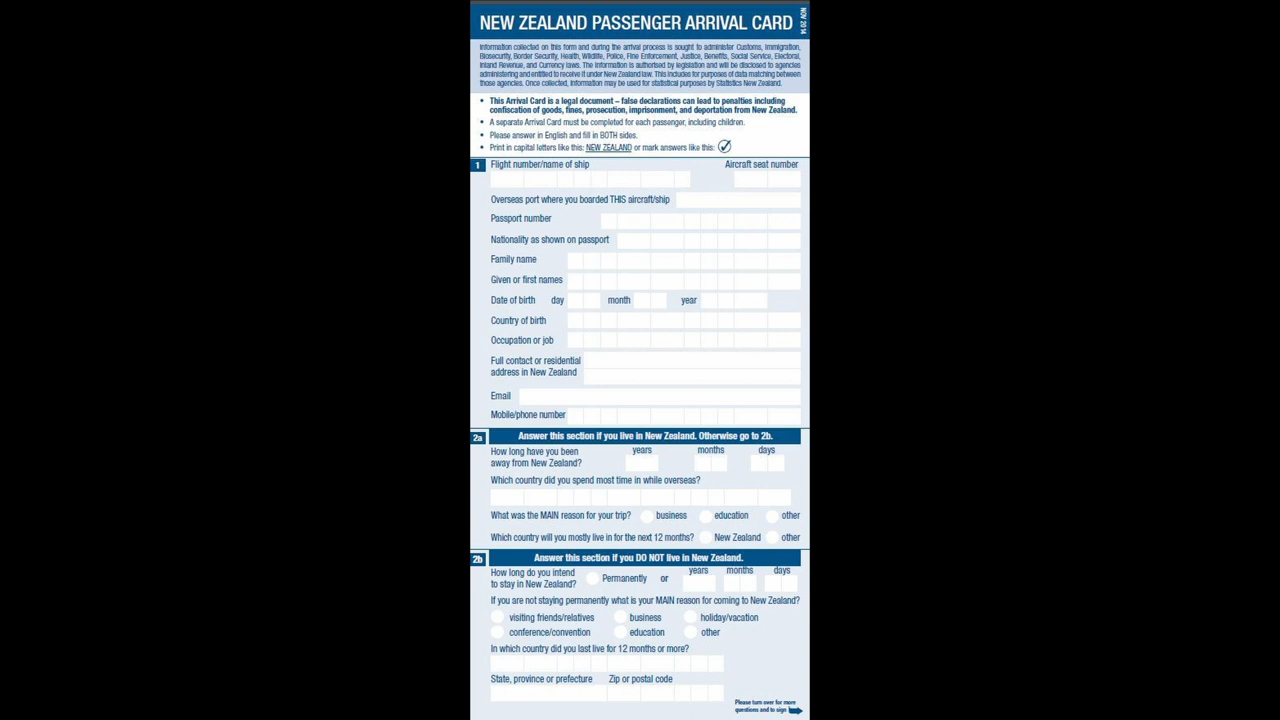 NEW ZEALAND PASSENGER ARRIVAL CARD
NOV 2014
Information collected on this form and during the arrival process is sought to administer Customs, Immigration,
Biosecurity, Border Security, Health, Wildlife, Police, Fine Enforcement, Justice, Benefits, Social Service, Electoral,
Inland Revenue, and Currency laws. The information is authorised by legislation and will be disclosed to agencies
administering and entitled to receive it under New Zealand law. This includes for purposes of data matching between
those agencies. Once collected, information may be used for statistical purposes by Statistics New Zealand.
• This Arrival Card is a legal document – false declarations can lead to penalties including
confiscation of goods, fines, prosecution, imprisonment, and deportation from New Zealand.
• A separate Arrival Card must be completed for each passenger, including children.
• Please answer in English and fill in BOTH sides.
• Print in capital letters like this: NEW ZEALAND or mark answers like this:
1 Flight number/name of ship Aircraft seat number
Overseas port where you boarded THIS aircraft/ship
Passport number
Nationality as shown on passport
Family name
Given or first names
Date of birth day month year
Country of birth
Occupation or job
Full contact or residential
address in New Zealand
Email
Mobile/phone number
2a Answer this section if you live in New Zealand. Otherwise go to 2b.
How long have you been years months days
away from New Zealand?
Which country did you spend most time in while overseas?
What was the MAIN reason for your trip? business education other
Which country will you mostly live in for the next 12 months? New Zealand other
2b Answer this section if you DO NOT live in New Zealand.
How long do you intend Permanently or years months days
to stay in New Zealand?
If you are not staying permanently what is your MAIN reason for coming to New Zealand?
visiting friends/relatives business holiday/vacation
conference/convention education other
In which country did you last live for 12 months or more?
State, province or prefecture Zip or postal code
Please turn over for more
questions and to sign